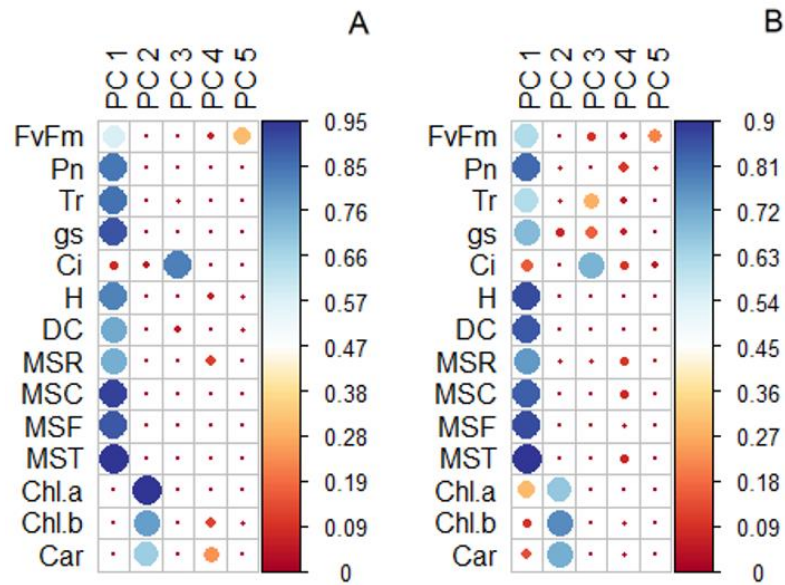 A
PC 1 PC 2 PC 3 PC 4 PC 5
FvFm
Pn
Tr
gs
Ci
H
DC
MSR
MSC
MSF
MST
Chl.a
Chl.b
Car
0.95
0.85
0.76
0.66
0.57
0.47
0.38
0.28
0.19
0.09
0
B
PC 1 PC 2 PC 3 PC 4 PC 5
FvFm
Pn
Tr
gs
Ci
H
DC
MSR
MSC
MSF
MST
Chl.a
Chl.b
Car
0.9
0.81
0.72
0.63
0.54
0.45
0.36
0.27
0.18
0.09
0